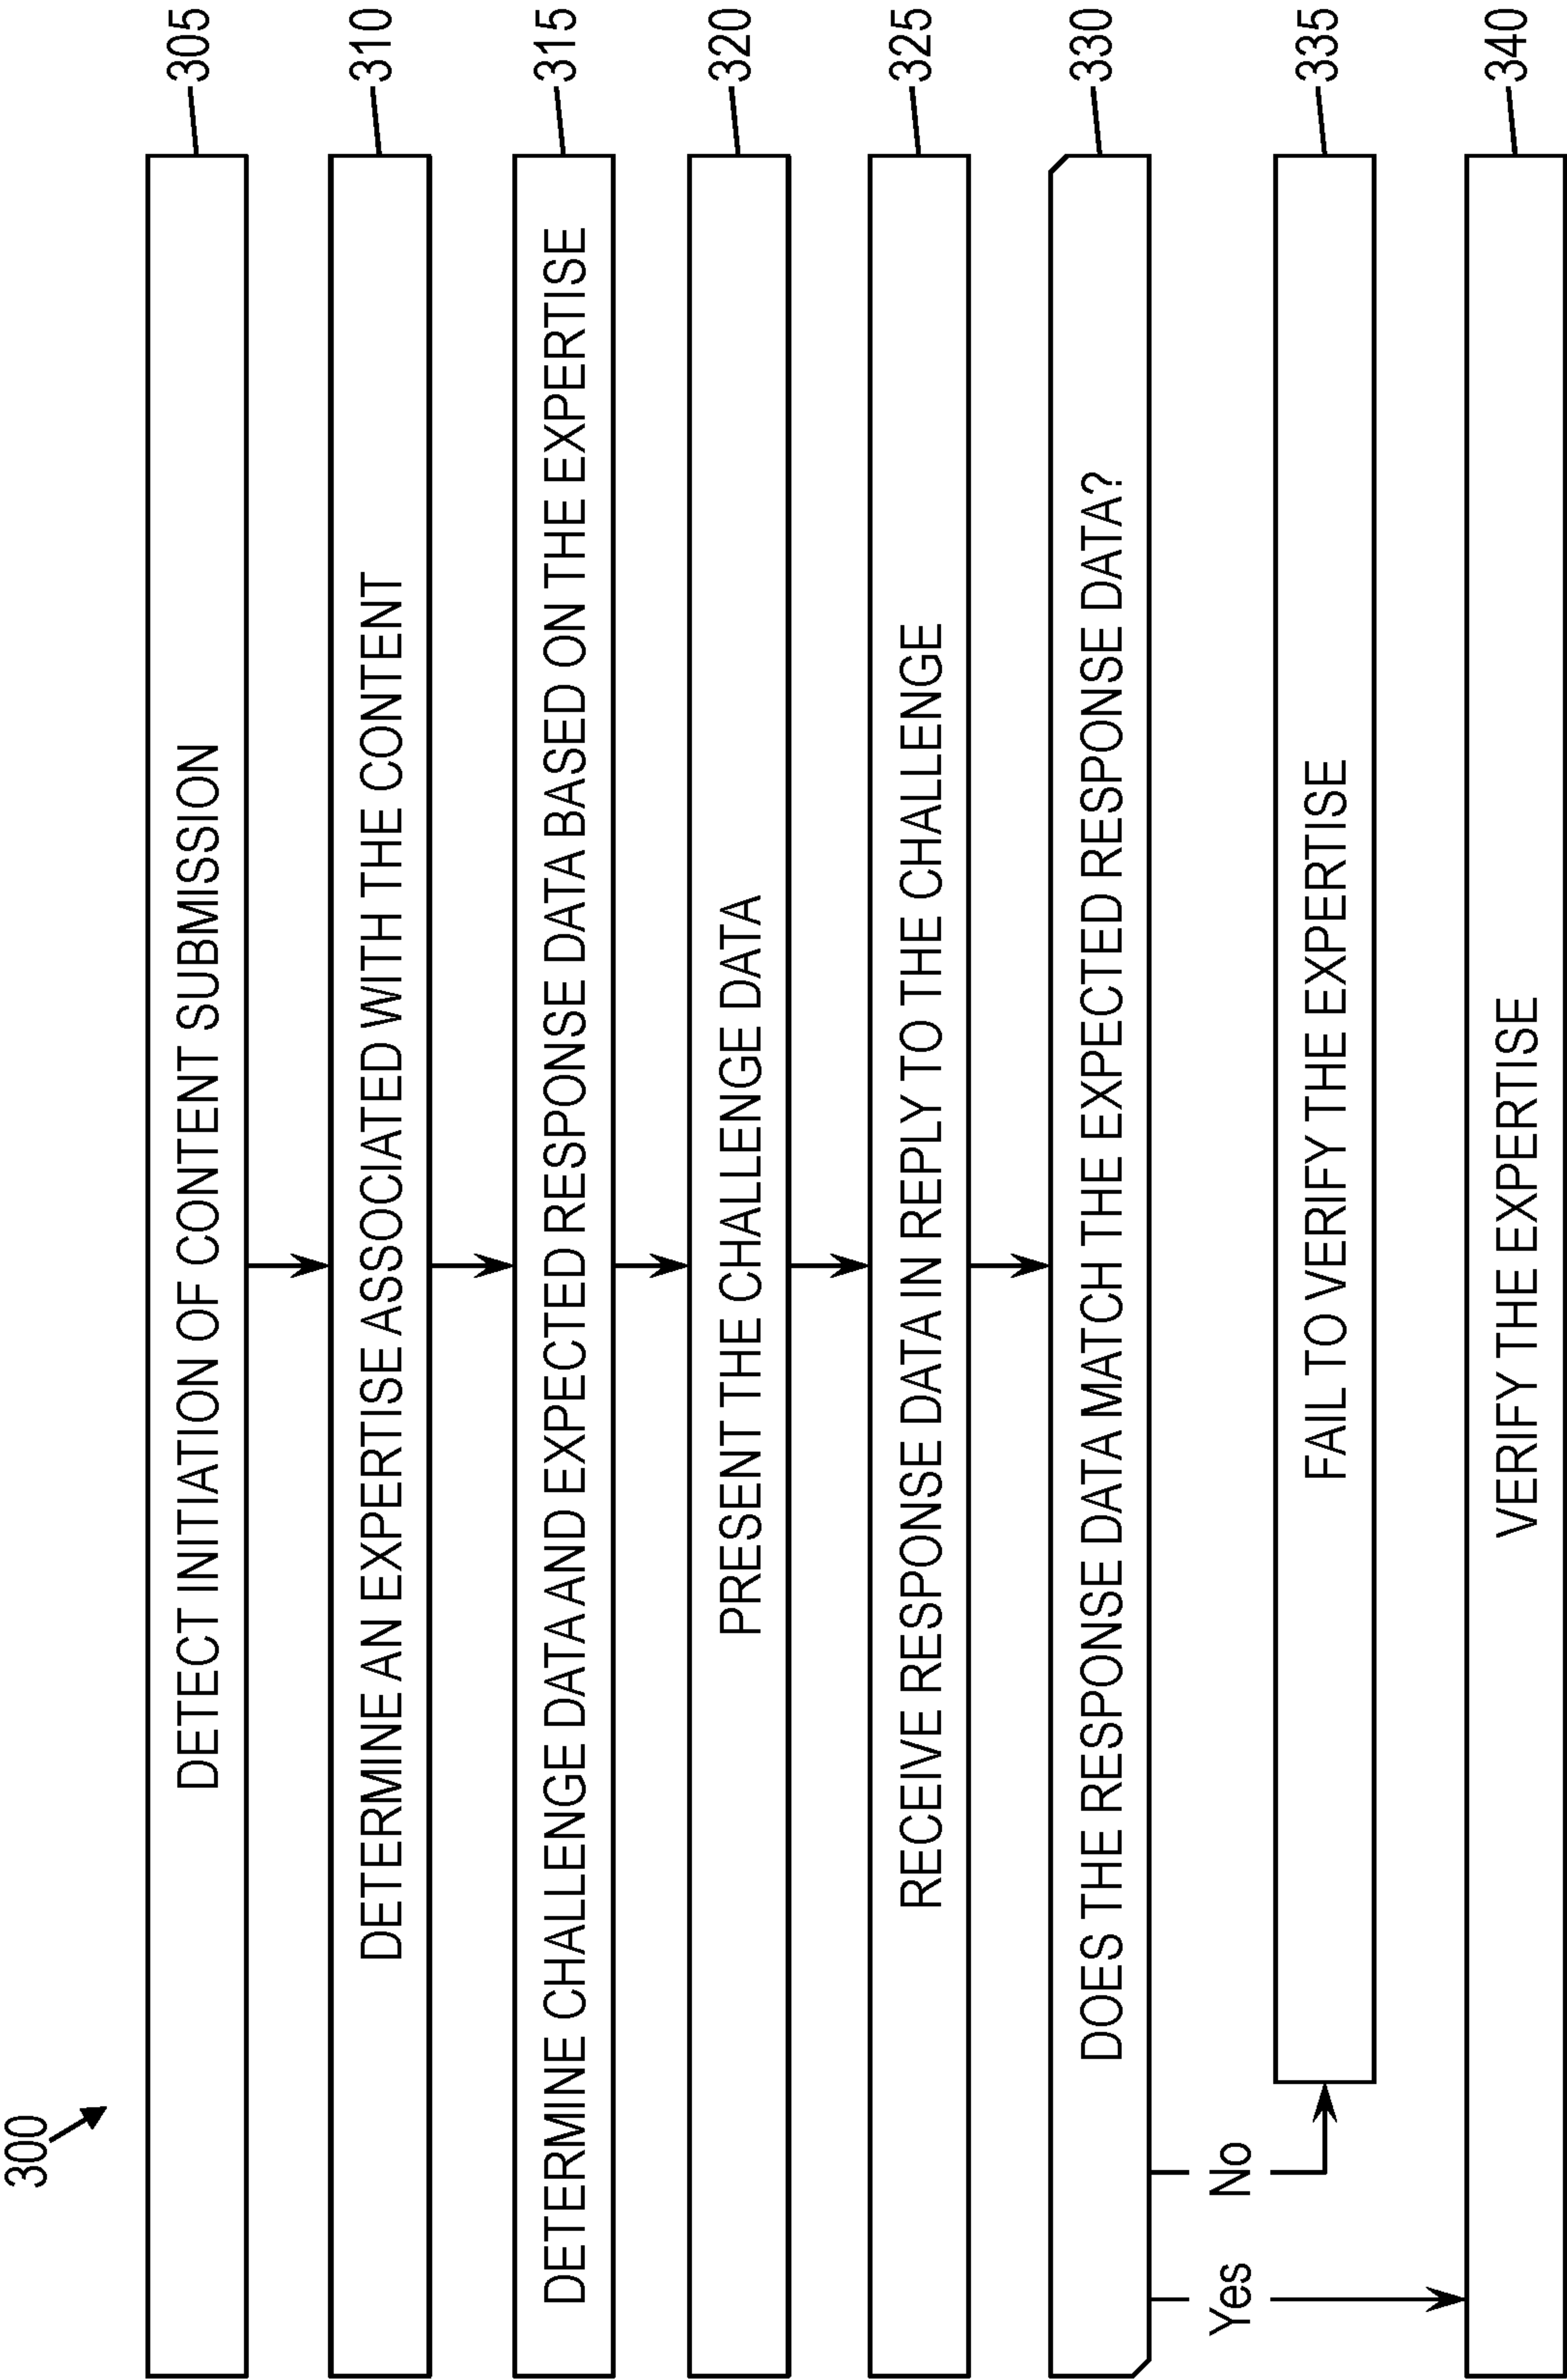 300
DETECT INITIATION OF CONTENT SUBMISSION
305
DETERMINE AN EXPERTISE ASSOCIATED WITH THE CONTENT
310
DETERMINE CHALLENGE DATA AND EXPECTED RESPONSE DATA BASED ON THE EXPERTISE
315
PRESENT THE CHALLENGE DATA
320
RECEIVE RESPONSE DATA IN REPLY TO THE CHALLENGE
325
DOES THE RESPONSE DATA MATCH THE EXPECTED RESPONSE DATA?
330
Yes
No
FAIL TO VERIFY THE EXPERTISE
335
VERIFY THE EXPERTISE
340